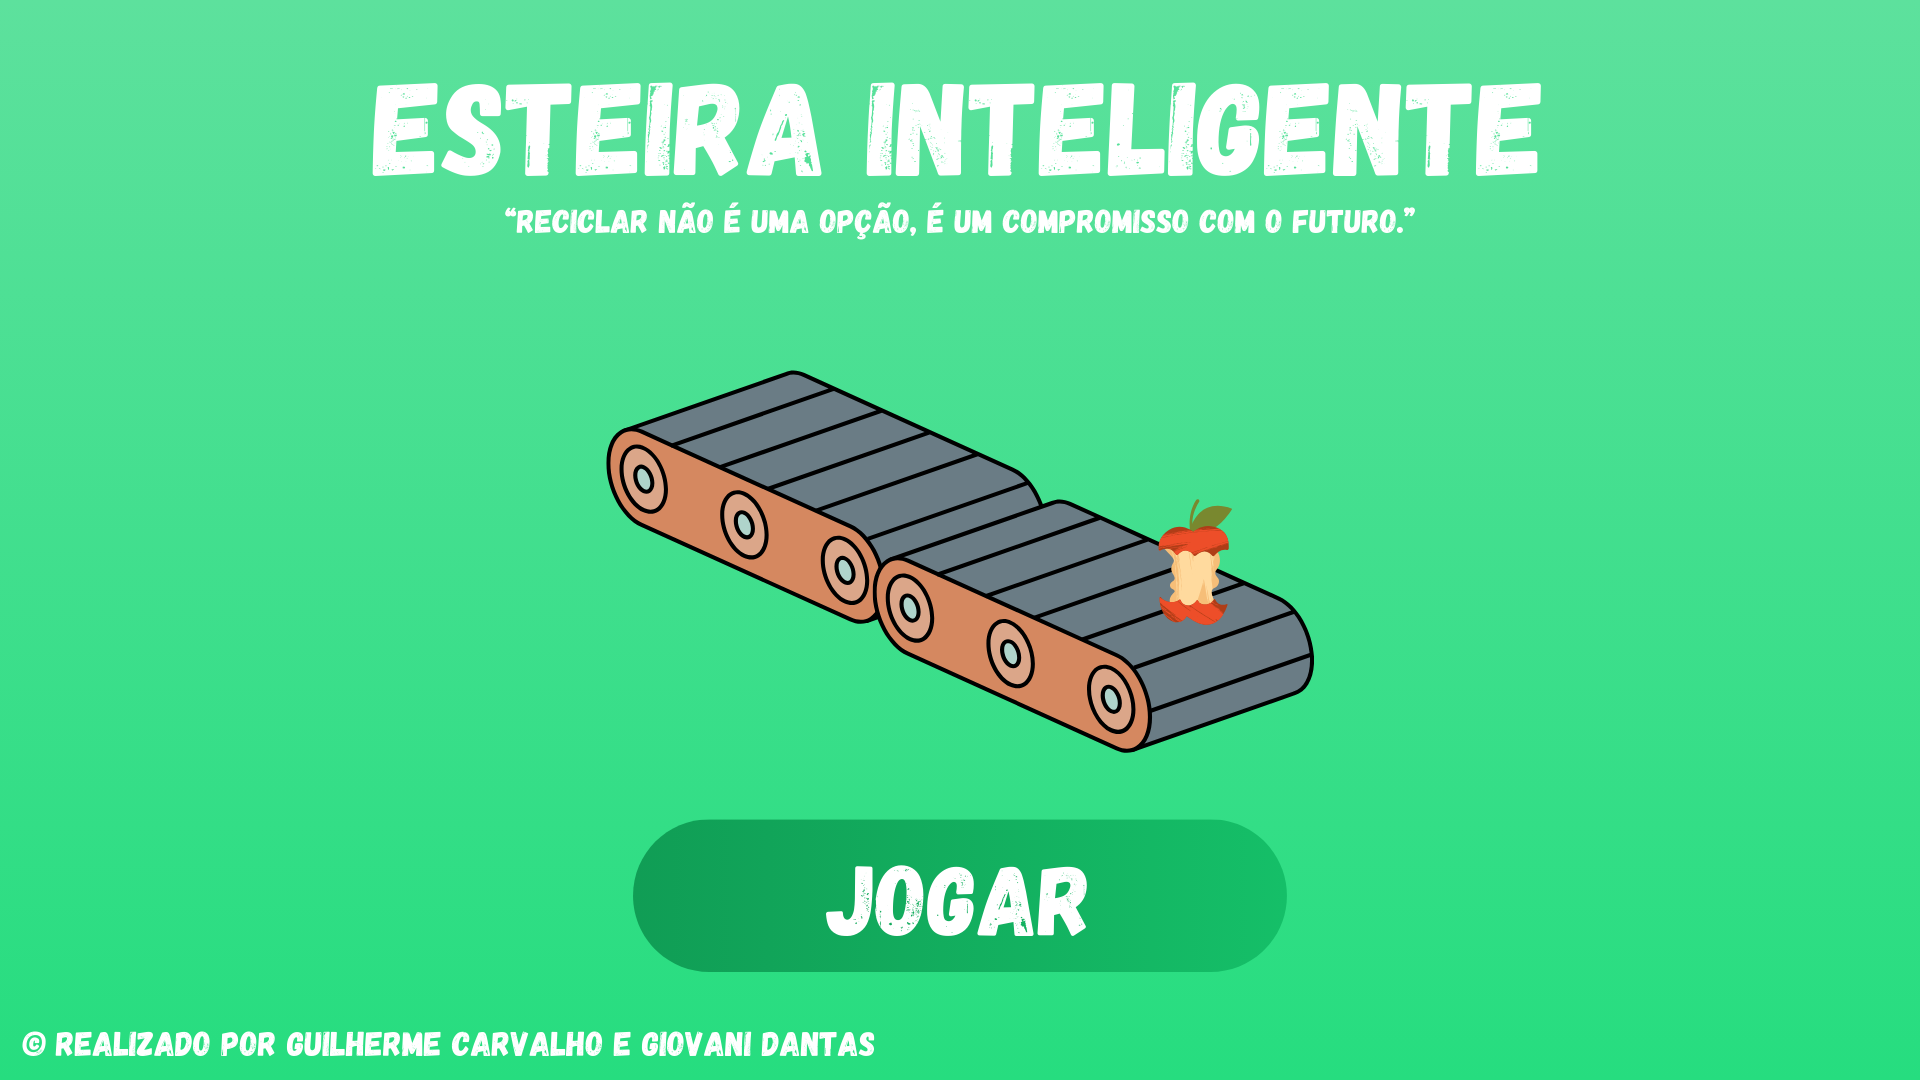 ESTEIRA INTELIGENTE
“RECICLAR NÃO É UMA OPÇÃO, É UM COMPROMISSO COM O FUTURO.”
JOGAR
© REALIZADO POR GUILHERME CARVALHO E GIOVANI DANTAS